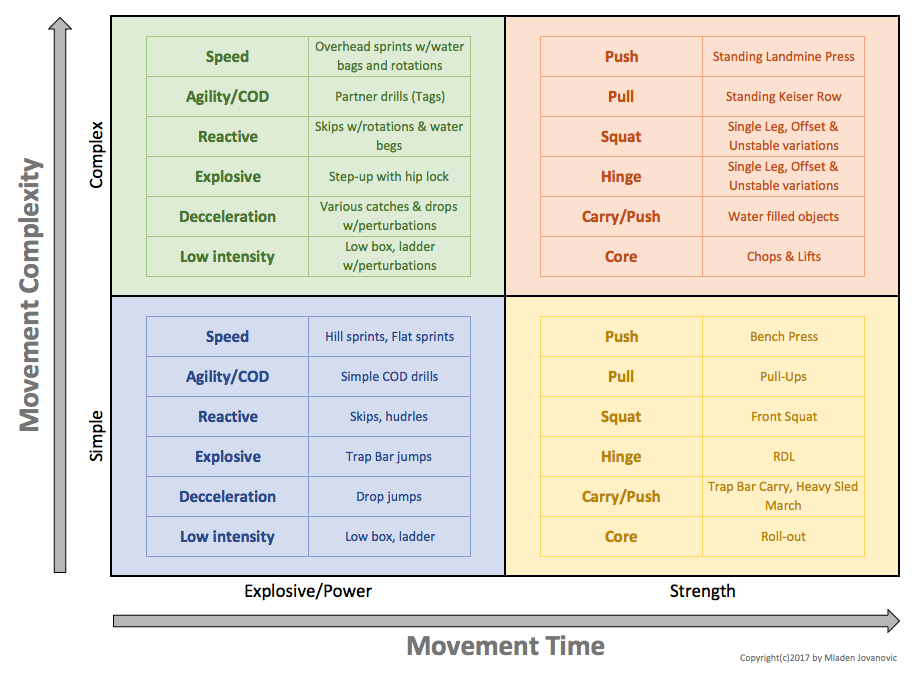 Movement Complexity
Complex
Speed
Overhead sprints w/water
bags and rotations
Agility/COD
Partner drills (Tags)
Reactive
Skips w/rotations & water
begs
Explosive
Step-up with hip lock
Decceleration
Various catches & drops
w/perturbations
Low intensity
Low box, ladder
w/perturbations
Push
Standing Landmine Press
Pull
Standing Keiser Row
Squat
Single Leg, Offset &
Unstable variations
Hinge
Single Leg, Offset &
Unstable variations
Carry/Push
Water filled objects
Core
Chops & Lifts
Simple
Speed
Hill sprints, Flat sprints
Agility/COD
Simple COD drills
Reactive
Skips, hudrles
Explosive
Trap Bar jumps
Decceleration
Drop jumps
Low intensity
Low box, ladder
Push
Bench Press
Pull
Pull-Ups
Squat
Front Squat
Hinge
RDL
Carry/Push
Trap Bar Carry, Heavy Sled
March
Core
Roll-out
Explosive/Power
Strength
Movement Time
Copyright(c)2017 by Mladen Jovanovic